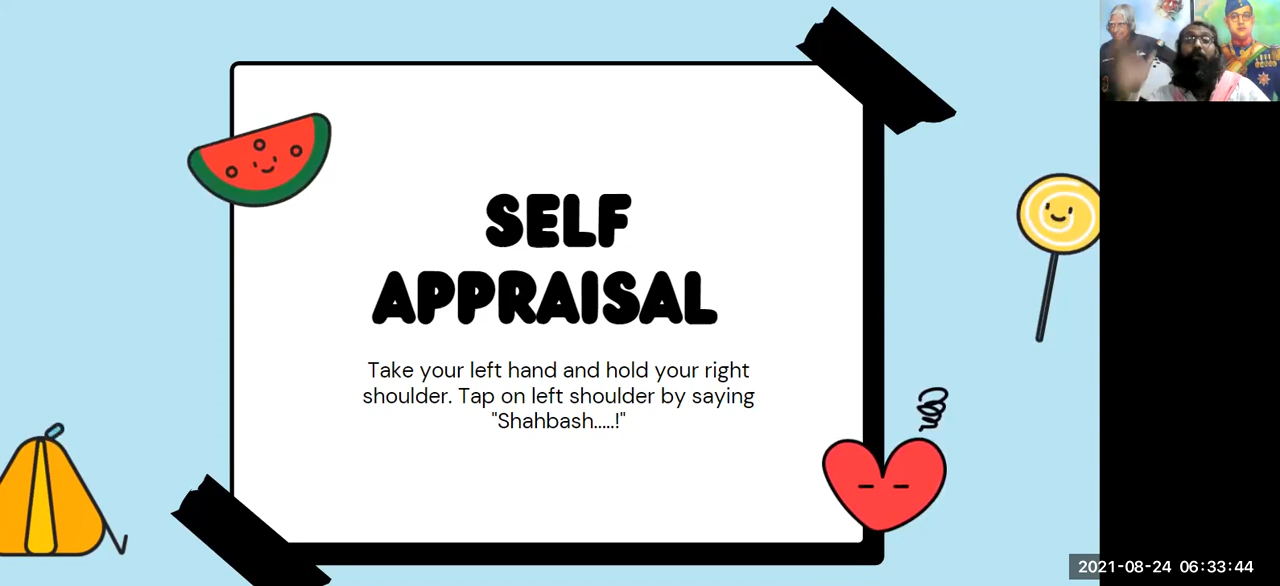 SELF
APPRAISAL
Take your left hand and hold your right
shoulder. Tap on left shoulder by saying
"Shahbash.....!"
2021-08-24 06:33:44